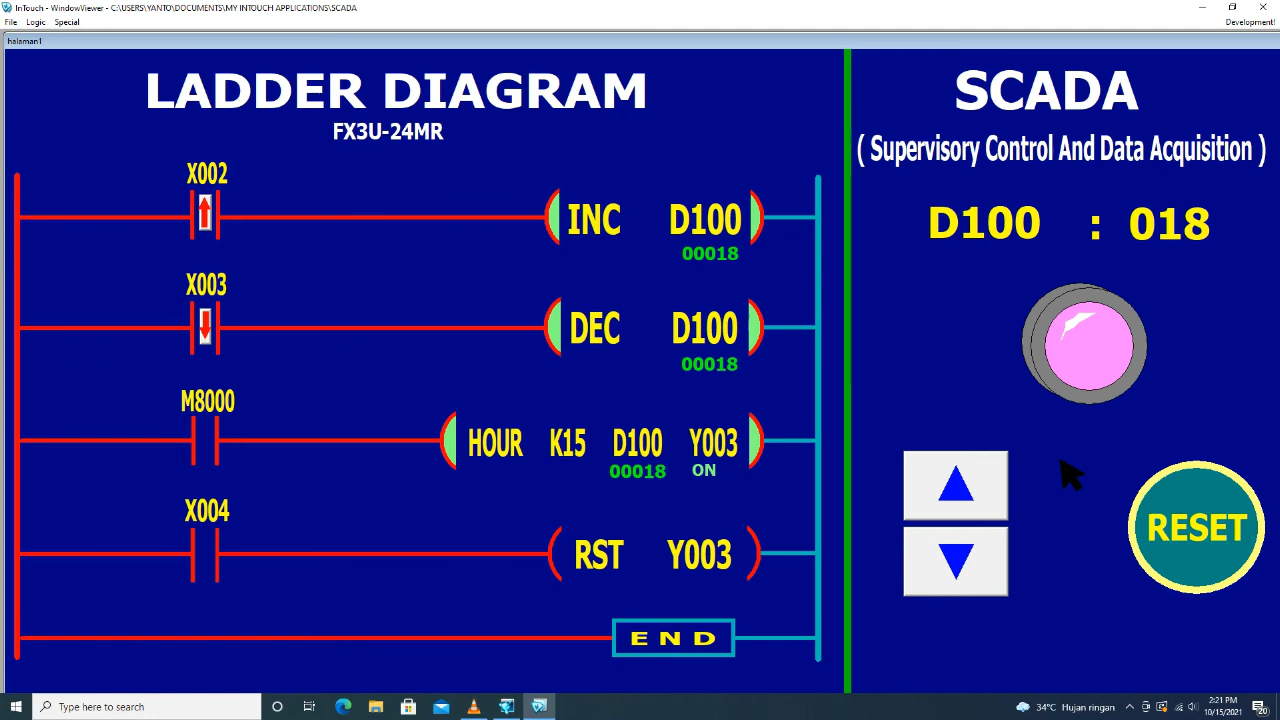 InTouch - WindowViewer - C:\USERS\YANTO\DOCUMENTS\MY INTOUCH APPLICATIONS\SCADA
File Logic Special Development!
halaman1
LADDER DIAGRAM
FX3U-24MR
X002
INC D100
00018
X003
DEC D100
00018
M8000
HOUR K15 D100 Y003
00018 ON
X004
RST Y003
END
SCADA
( Supervisory Control And Data Acquisition )
D100 : 018
RESET
Type here to search
34°C Hujan ringan
2:21 PM
10/15/2021
20